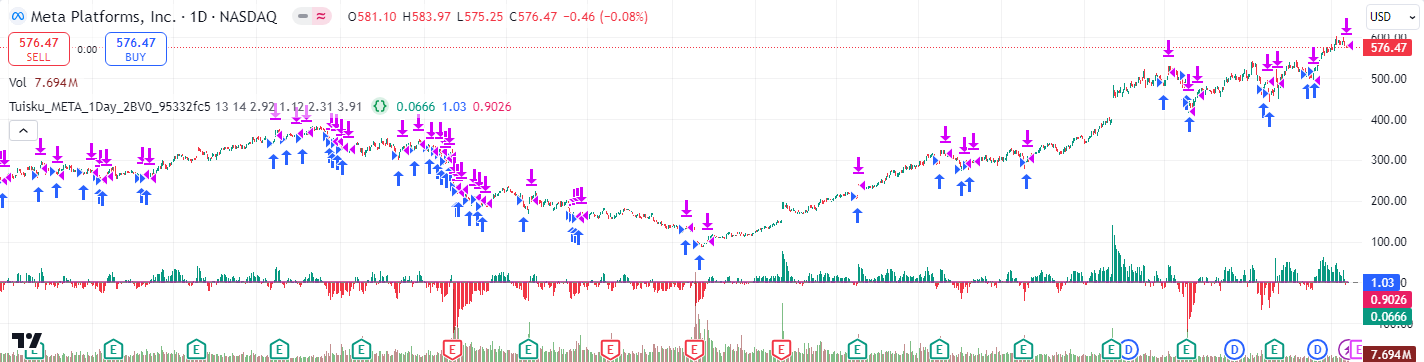 Meta Platforms, Inc. · 1D · NASDAQ O581.10 H583.97 L575.25 C576.47 −0.46 (−0.08%) USD
576.47 SELL 0.00 576.47 BUY
Vol 7.694M
Tuisku_META_1Day_2BV0_95332fc5 13 14 2.92 1.12 2.31 3.91 {} 0.0666 1.03 0.9026
600.00
576.47
500.00
400.00
300.00
200.00
100.00
1.03
0.9026
0.0666
7.694M
E E E E E E E E E E E E E E D E D E D E